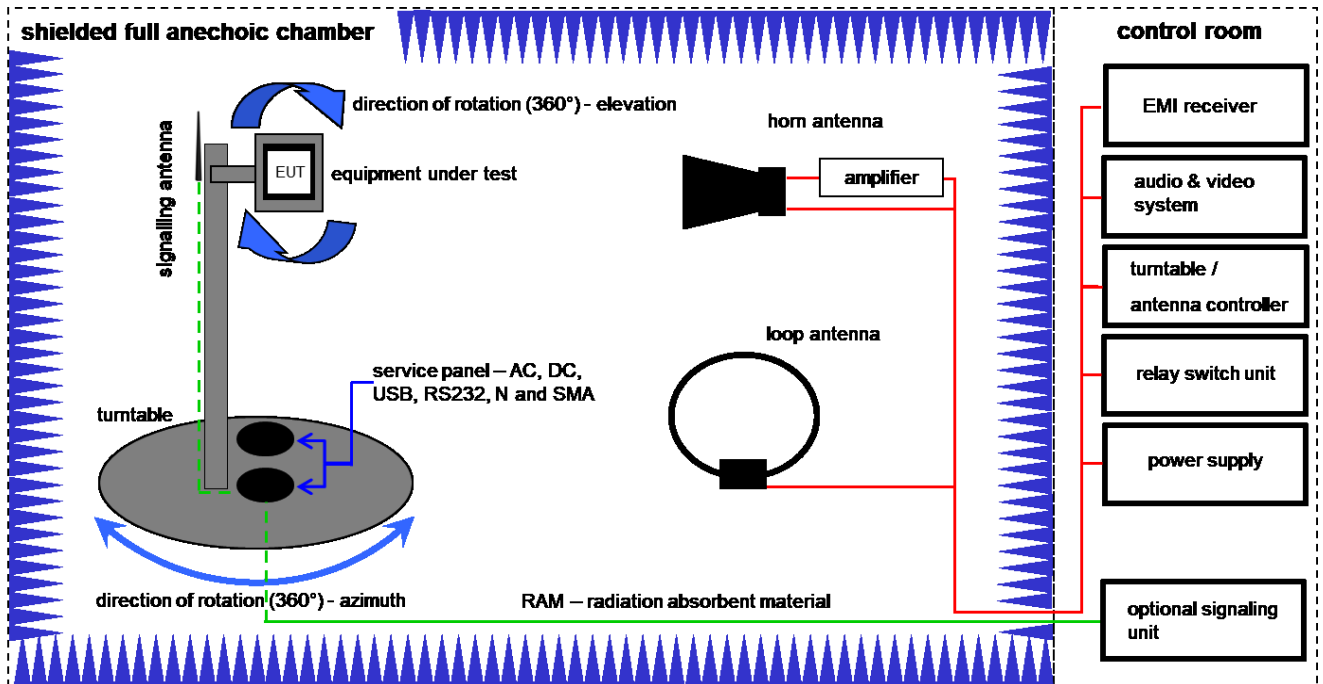 shielded full anechoic chamber
control room
direction of rotation (360°) - elevation
signalling antenna
EUT
equipment under test
horn antenna
amplifier
loop antenna
service panel – AC, DC,
USB, RS232, N and SMA
turntable
direction of rotation (360°) - azimuth
RAM – radiation absorbent material
EMI receiver
audio & video
system
turntable /
antenna controller
relay switch unit
power supply
optional signaling
unit